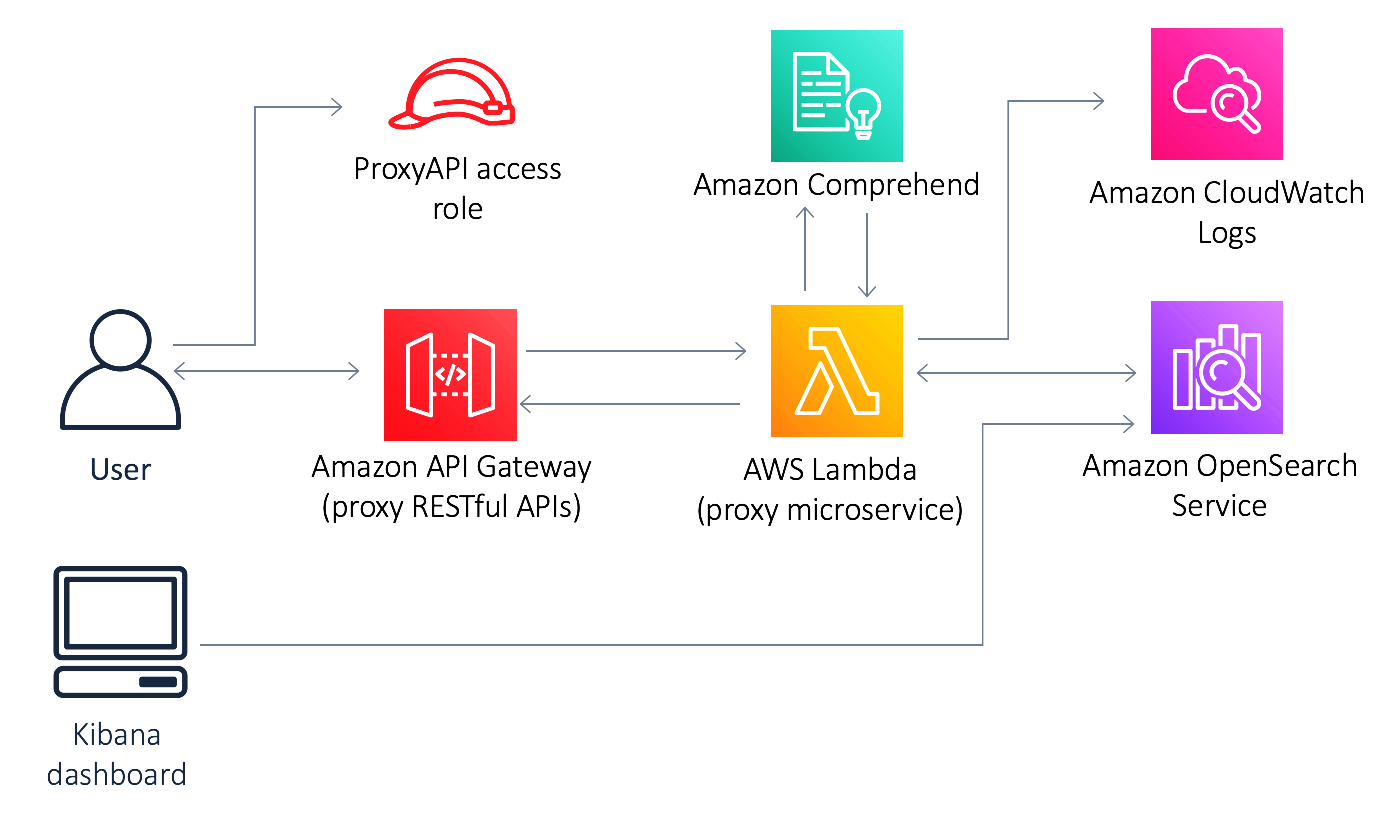 ProxyAPI access
role
Amazon Comprehend
Amazon CloudWatch
Logs
</>
User
Amazon API Gateway
(proxy RESTful APIs)
AWS Lambda
(proxy microservice)
Amazon OpenSearch
Service
Kibana
dashboard